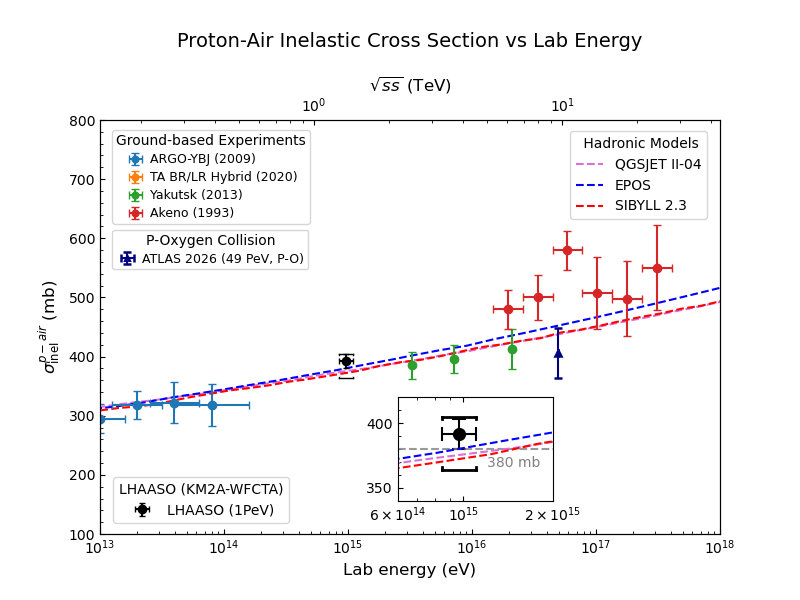 Proton-Air Inelastic Cross Section vs Lab Energy
√ss (TeV)
10⁰ 10¹
800
700
600
500
400
300
200
100
σ_inel^{p-air} (mb)
Ground-based Experiments
ARGO-YBJ (2009)
TA BR/LR Hybrid (2020)
Yakutsk (2013)
Akeno (1993)
P-Oxygen Collision
ATLAS 2026 (49 PeV, P-O)
Hadronic Models
QGSJET II-04
EPOS
SIBYLL 2.3
400
350
380 mb
6 × 10¹⁴ 10¹⁵ 2 × 10¹⁵
LHAASO (KM2A-WFCTA)
LHAASO (1PeV)
10¹³ 10¹⁴ 10¹⁵ 10¹⁶ 10¹⁷ 10¹⁸
Lab energy (eV)